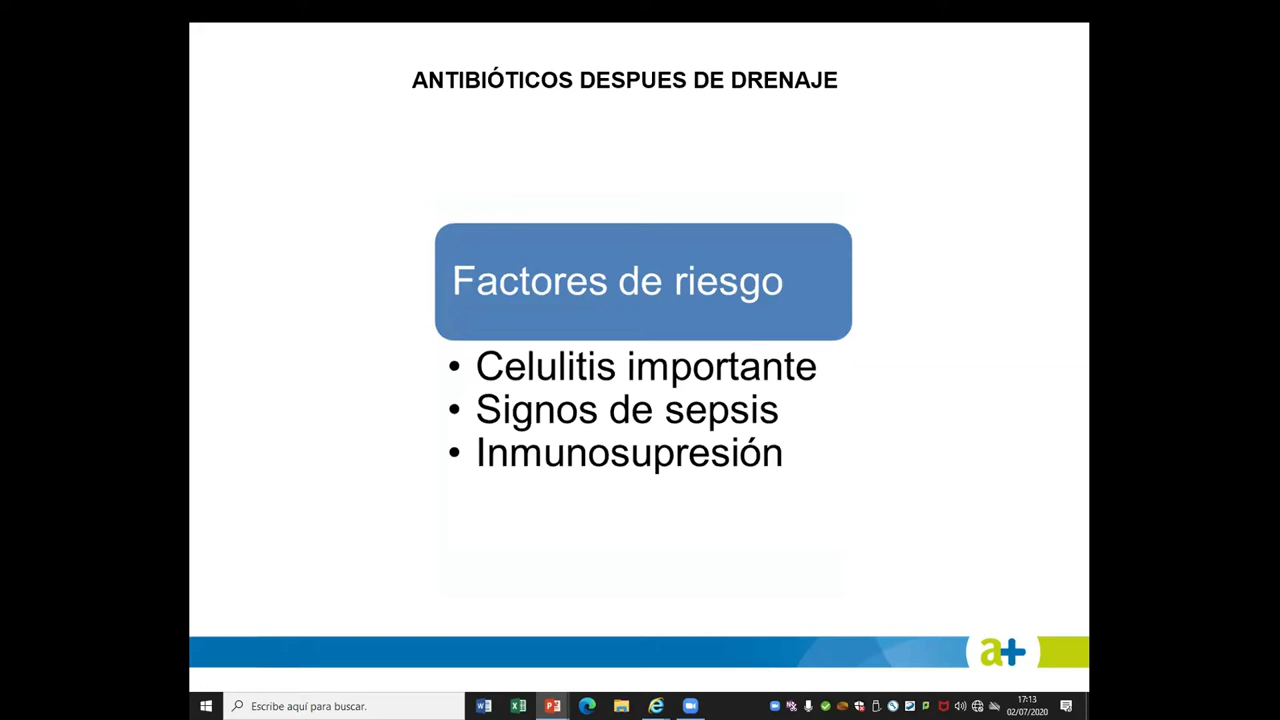 ANTIBIÓTICOS DESPUES DE DRENAJE
Factores de riesgo
• Celulitis importante
• Signos de sepsis
• Inmunosupresión
a+
Escribe aquí para buscar.
17:13
02/07/2020